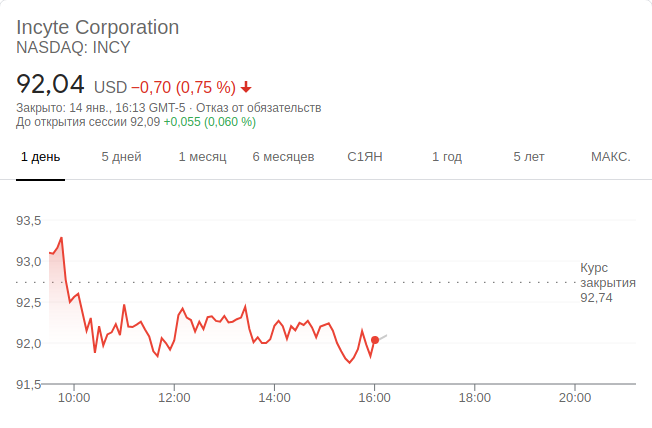 Incyte Corporation
NASDAQ: INCY
92,04 USD −0,70 (0,75 %)
Закрыто: 14 янв., 16:13 GMT-5 · Отказ от обязательств
До открытия сессии 92,09 +0,055 (0,060 %)
1 день 5 дней 1 месяц 6 месяцев С1ЯН 1 год 5 лет МАКС.
93,5
93,0
92,5
92,0
91,5
Курс
закрытия
92,74
10:00 12:00 14:00 16:00 18:00 20:00